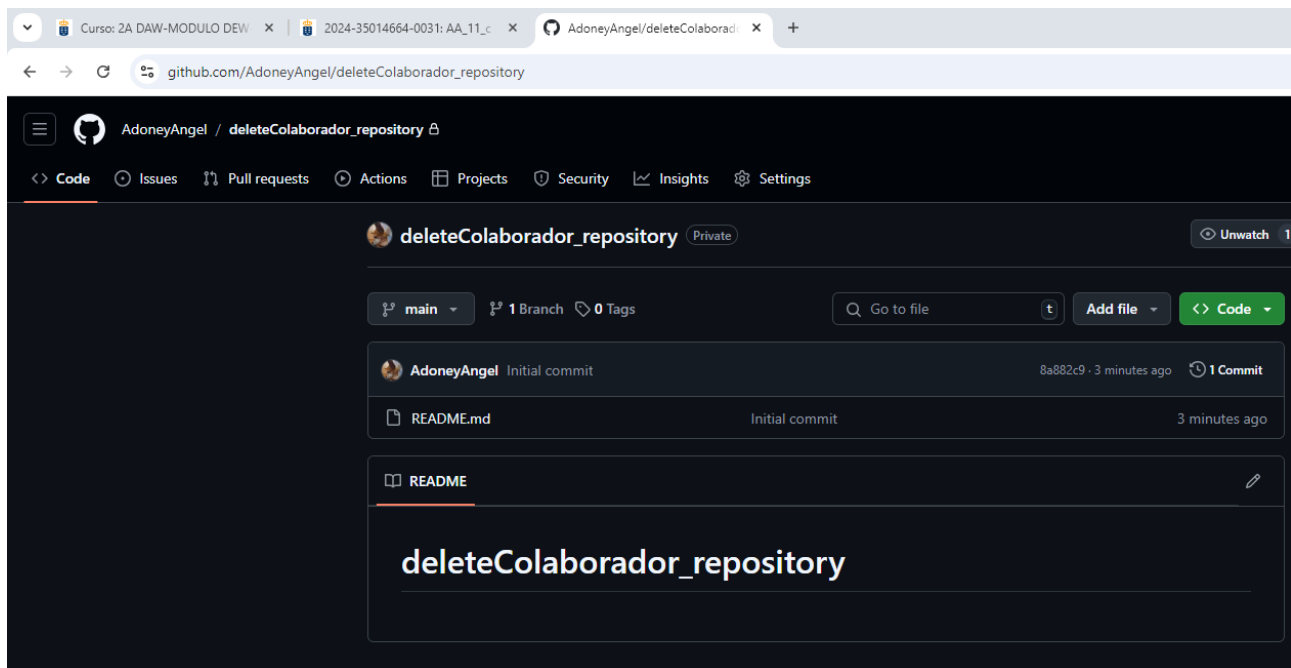 Curso: 2A DAW-MODULO DEW
2024-35014664-0031: AA_11_c
AdoneyAngel/deleteColaborad
github.com/AdoneyAngel/deleteColaborador_repository
AdoneyAngel / deleteColaborador_repository
Code Issues Pull requests Actions Projects Security Insights Settings
deleteColaborador_repository Private Unwatch 1
main 1 Branch 0 Tags Go to file t Add file Code
AdoneyAngel Initial commit 8a882c9 · 3 minutes ago 1 Commit
README.md Initial commit 3 minutes ago
README
deleteColaborador_repository